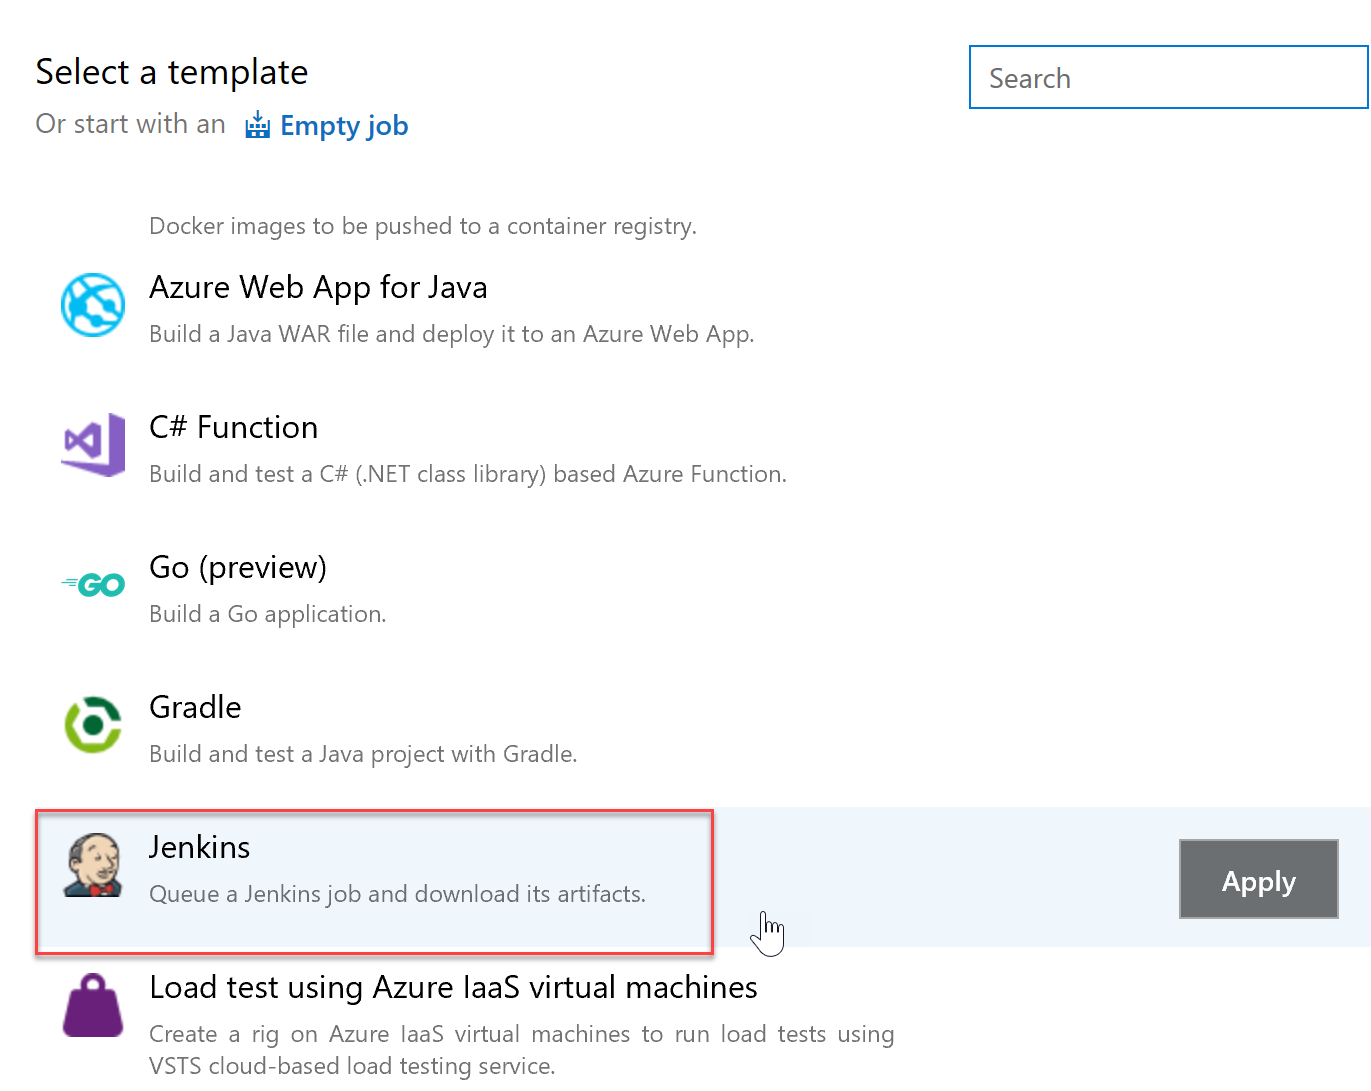 Select a template
Search
Or start with an Empty job
Docker images to be pushed to a container registry.
Azure Web App for Java
Build a Java WAR file and deploy it to an Azure Web App.
C# Function
Build and test a C# (.NET class library) based Azure Function.
GO
Go (preview)
Build a Go application.
Gradle
Build and test a Java project with Gradle.
Jenkins
Queue a Jenkins job and download its artifacts.
Apply
Load test using Azure IaaS virtual machines
Create a rig on Azure IaaS virtual machines to run load tests using
VSTS cloud-based load testing service.